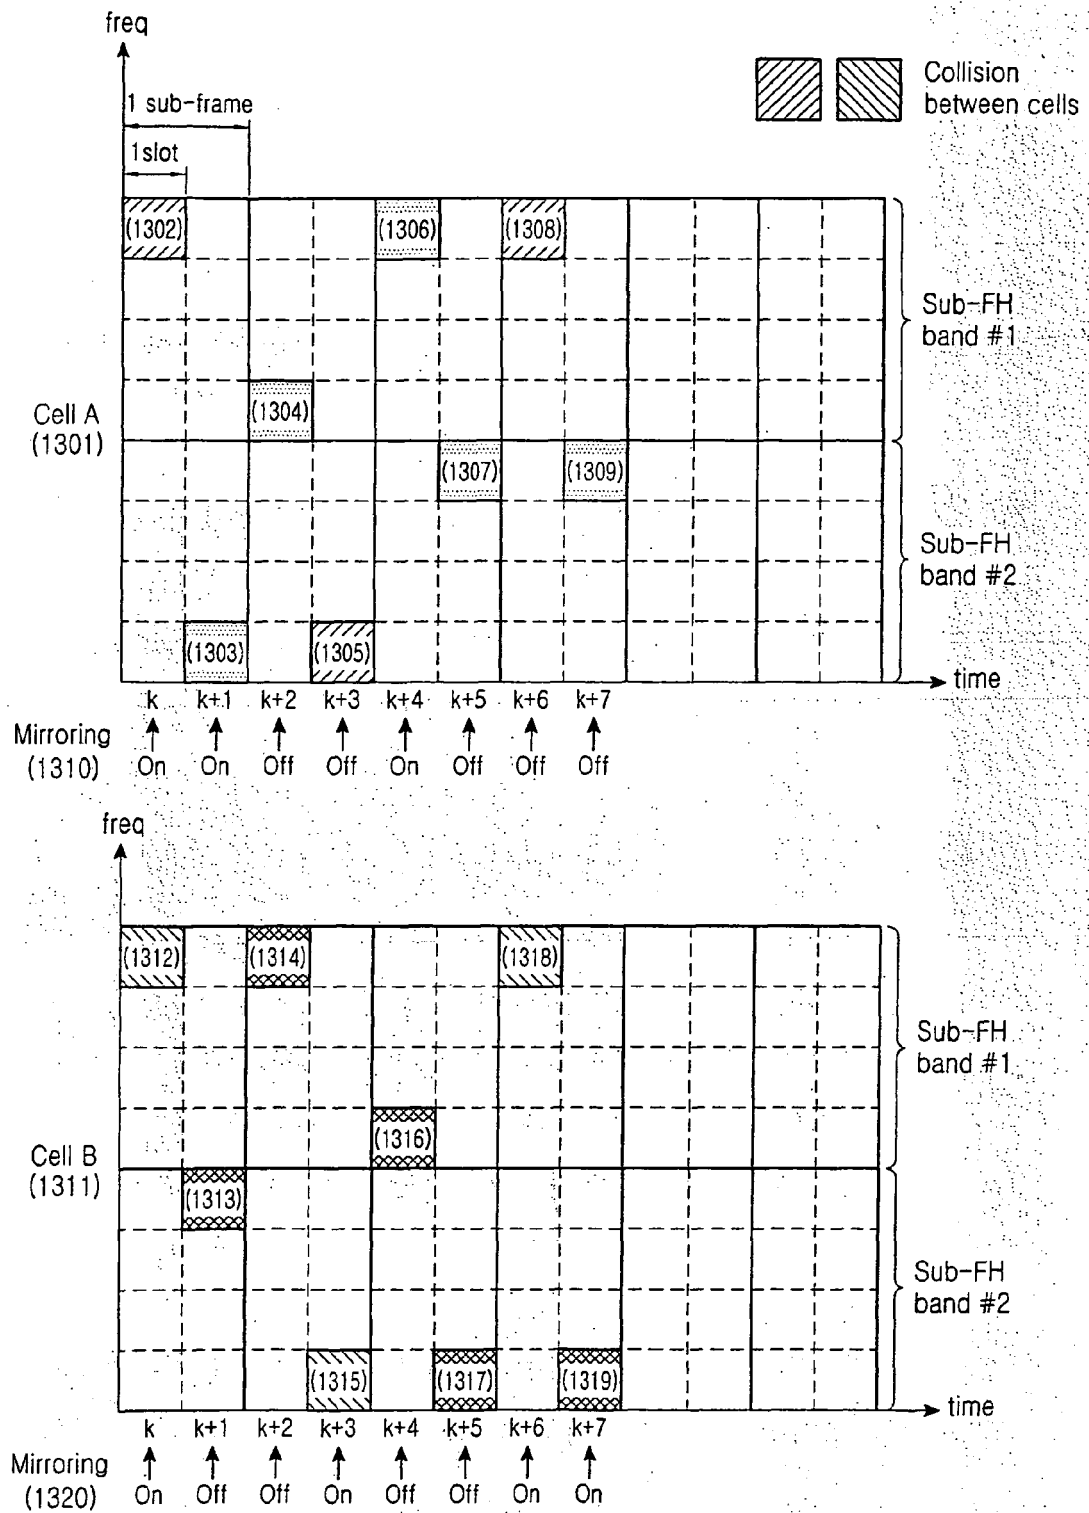 freq
Collision
between cells
1 sub-frame
1slot
(1302) (1306) (1308)
Sub-FH
band #1
(1304)
Cell A
(1301)
(1307) (1309)
Sub-FH
band #2
(1303) (1305)
time
k k+1 k+2 k+3 k+4 k+5 k+6 k+7
Mirroring
(1310)
On On Off Off On Off Off Off
freq
(1312) (1314) (1318)
Sub-FH
band #1
(1316)
Cell B
(1311)
(1313)
Sub-FH
band #2
(1315) (1317) (1319)
time
k k+1 k+2 k+3 k+4 k+5 k+6 k+7
Mirroring
(1320)
On Off Off On Off Off On On